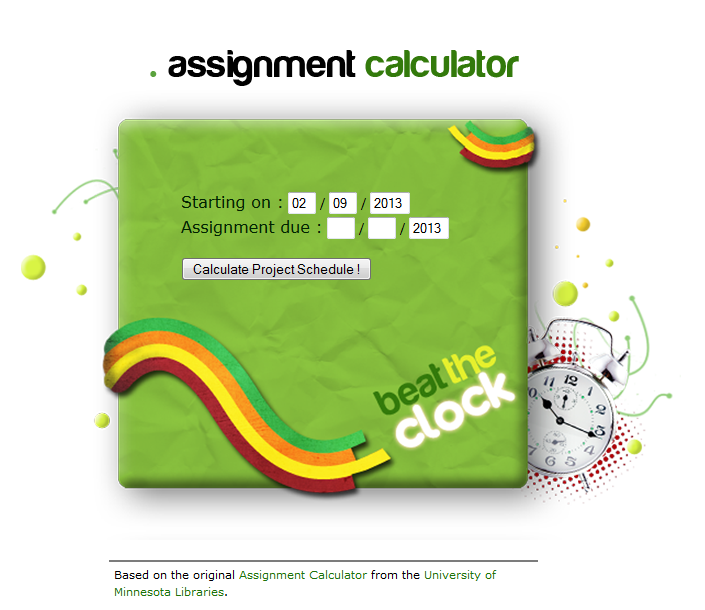 . assignment calculator
Starting on : 02 / 09 / 2013
Assignment due : / / 2013
Calculate Project Schedule !
beat the
clock
Based on the original Assignment Calculator from the University of
Minnesota Libraries.